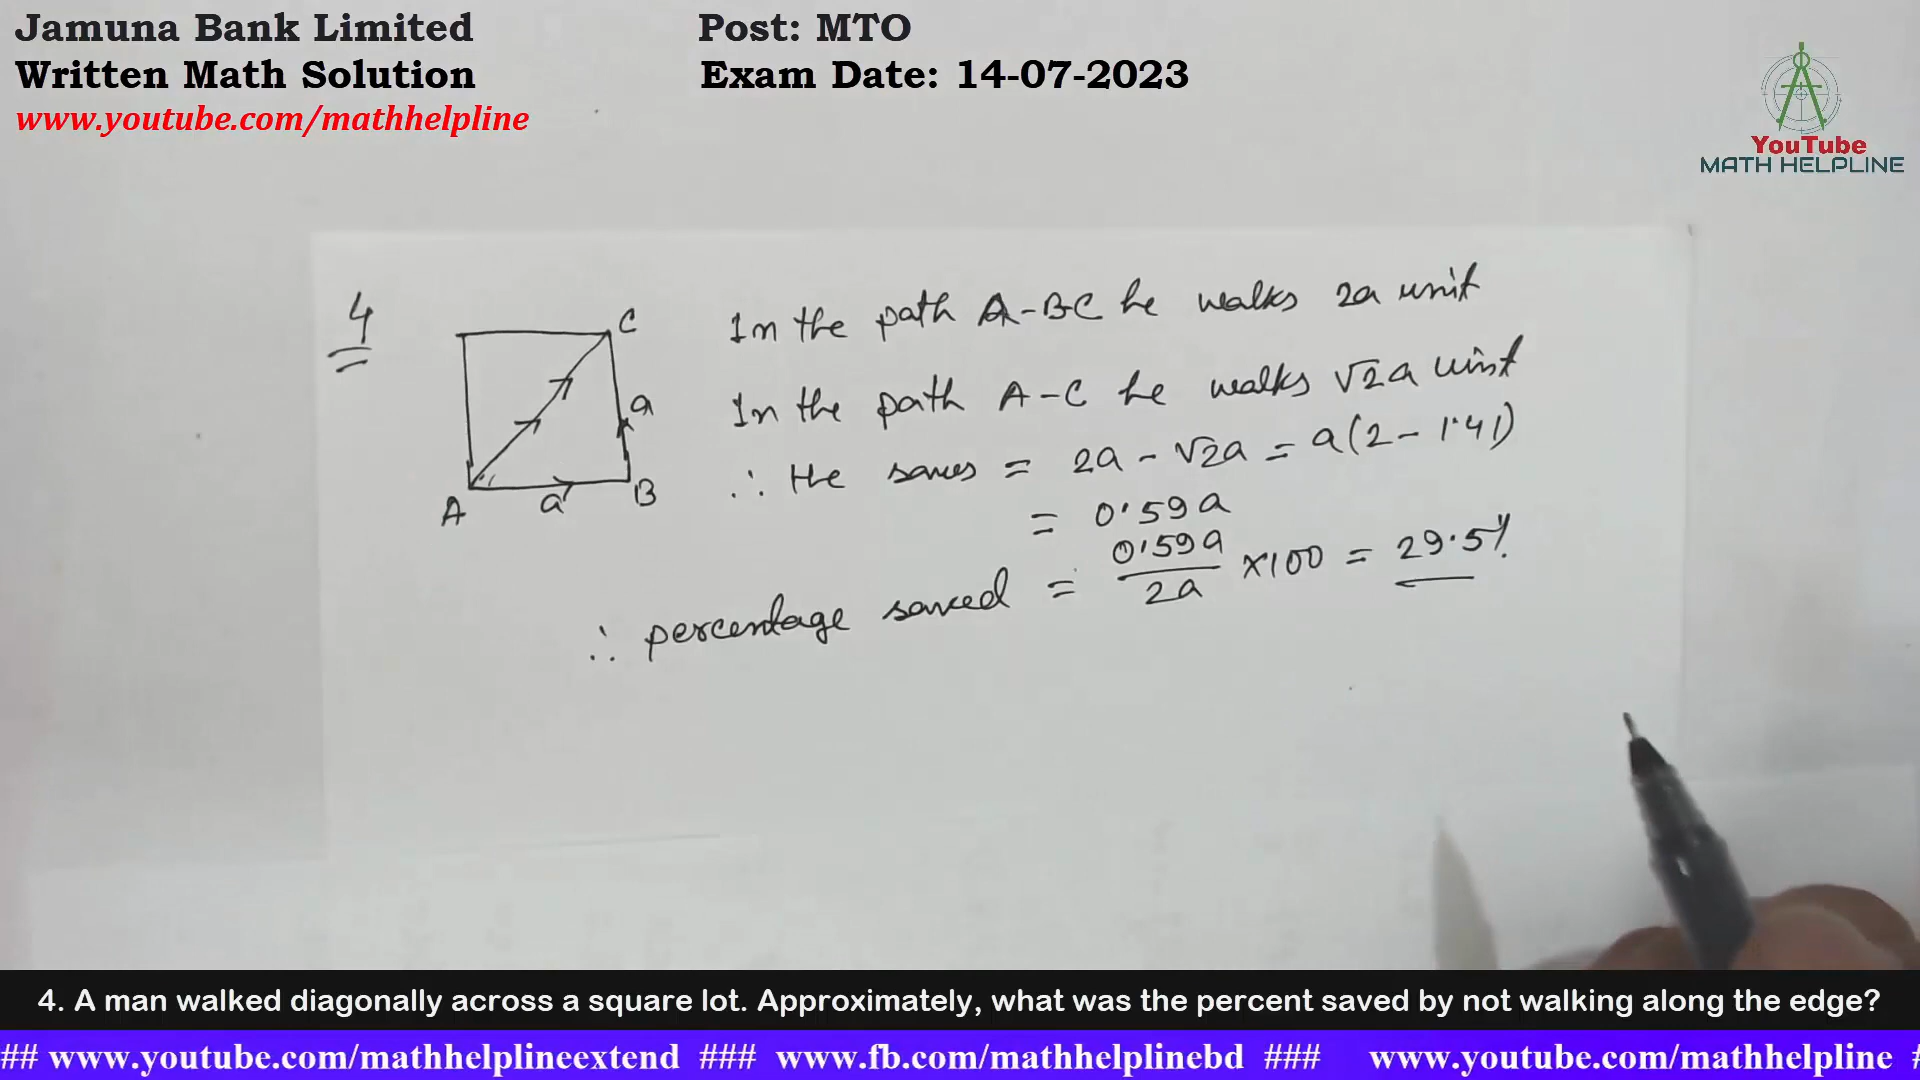 Jamuna Bank Limited
Post: MTO
Written Math Solution
Exam Date: 14-07-2023
www.youtube.com/mathhelpline
YouTube
MATH HELPLINE
4
C
a
A
a
B
In the path A-BC he walks 2a unit
In the path A-C he walks √2a unit
∴ He saves = 2a - √2a = a(2 - 1.41)
= 0.59a
∴ percentage saved = 0.59a/2a × 100 = 29.5%
4. A man walked diagonally across a square lot. Approximately, what was the percent saved by not walking along the edge?
## www.youtube.com/mathhelplineextend ### www.fb.com/mathhelplinebd ### www.youtube.com/mathhelpline #